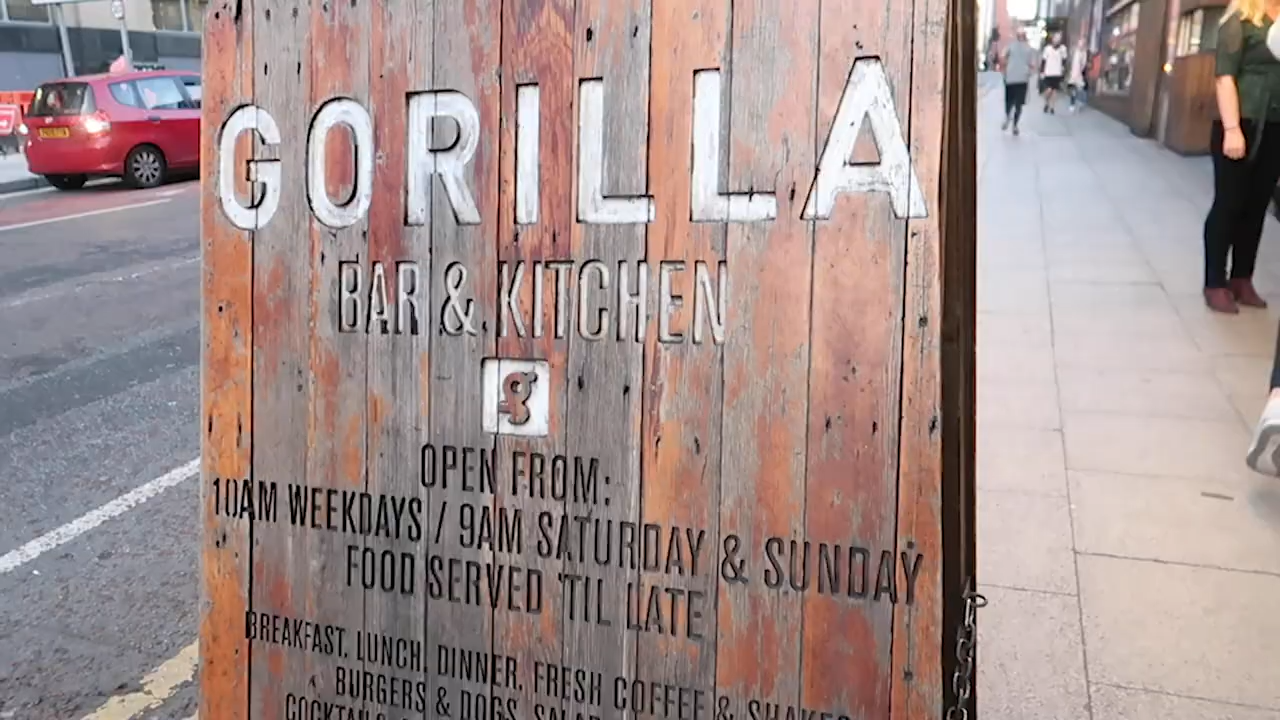 GORILLA
BAR & KITCHEN
g
OPEN FROM:
10AM WEEKDAYS / 9AM SATURDAY & SUNDAY
FOOD SERVED 'TIL LATE
BREAKFAST, LUNCH, DINNER, FRESH COFFEE & SHAKES
BURGERS & DOGS,